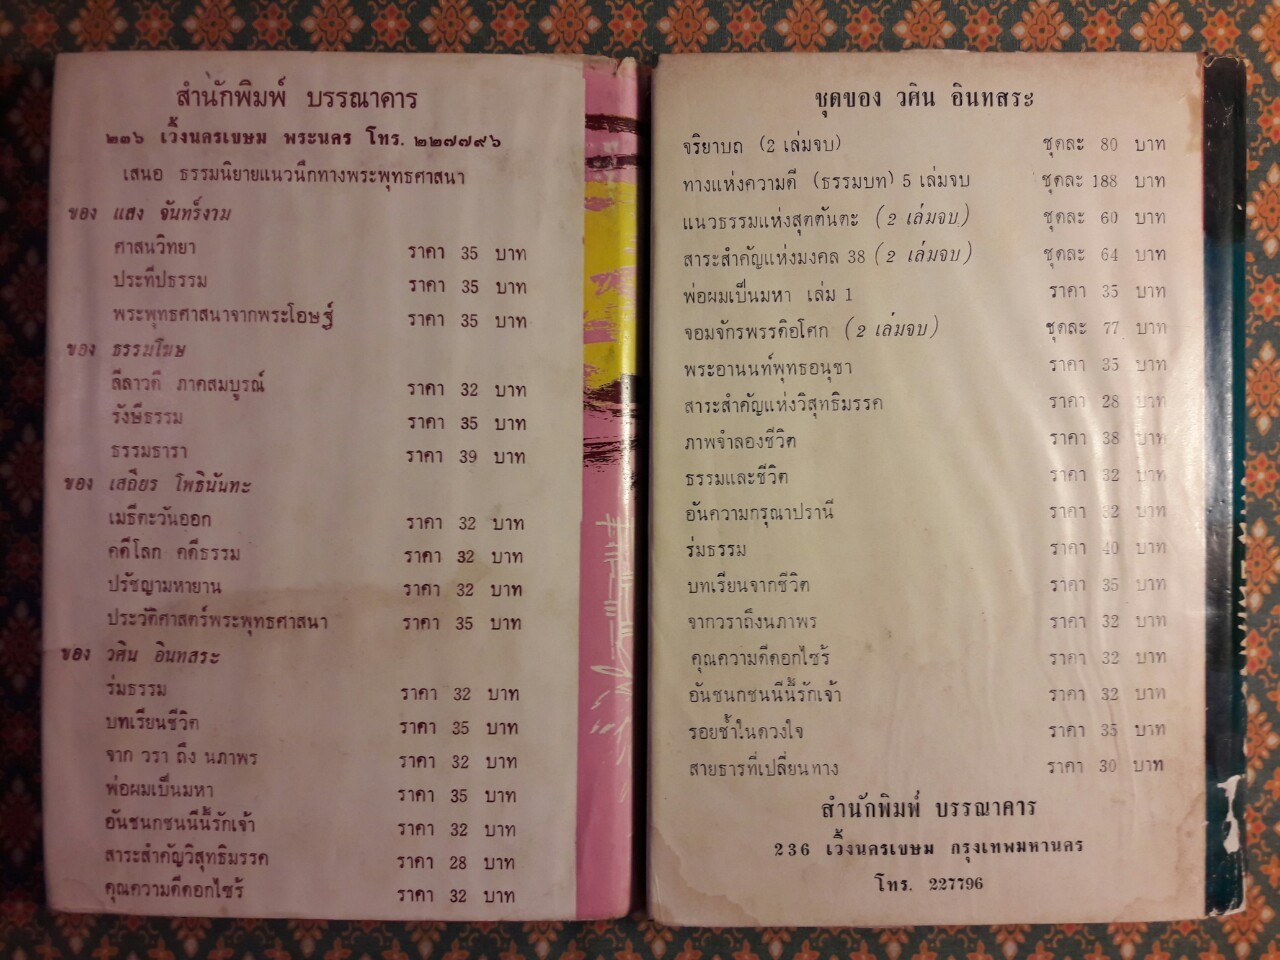 สำนักพิมพ์ บรรณาคาร
๒๓๖ เวิ้งนครเขษม พระนคร โทร. ๒๒๗๗๙๖
เสนอ ธรรมนิยายแนวนึกทางพระพุทธศาสนา
ของ แสง จันทร์งาม
ศาสนวิทยา ราคา 35 บาท
ประทีปธรรม ราคา 35 บาท
พระพุทธศาสนาจากพระโอษฐ์ ราคา 35 บาท
ของ ธรรมโฆษ
ลีลาวดี ภาคสมบูรณ์ ราคา 32 บาท
รังษีธรรม ราคา 35 บาท
ธรรมธารา ราคา 39 บาท
ของ เสถียร โพธินันทะ
เมธีตะวันออก ราคา 32 บาท
คดีโลก คดีธรรม ราคา 32 บาท
ปรัชญามหายาน ราคา 32 บาท
ประวัติศาสตร์พระพุทธศาสนา ราคา 35 บาท
ของ วศิน อินทสระ
ร่มธรรม ราคา 32 บาท
บทเรียนชีวิต ราคา 35 บาท
จาก วรา ถึง นภาพร ราคา 32 บาท
พ่อผมเป็นมหา ราคา 35 บาท
อันชนกชนนีนี้รักเจ้า ราคา 32 บาท
สาระสำคัญวิสุทธิมรรค ราคา 28 บาท
คุณความดีดอกไซร้ ราคา 32 บาท
ชุดของ วศิน อินทสระ
จริยาบถ (2 เล่มจบ) ชุดละ 80 บาท
ทางแห่งความดี (ธรรมบท) 5 เล่มจบ ชุดละ 188 บาท
แนวธรรมแห่งสุตตันตะ (2 เล่มจบ) ชุดละ 60 บาท
สาระสำคัญแห่งมงคล 38 (2 เล่มจบ) ชุดละ 64 บาท
พ่อผมเป็นมหา เล่ม 1 ราคา 35 บาท
จอมจักรพรรดิอโศก (2 เล่มจบ) ชุดละ 77 บาท
พระอานนท์พุทธอนุชา ราคา 35 บาท
สาระสำคัญแห่งวิสุทธิมรรค ราคา 28 บาท
ภาพจำลองชีวิต ราคา 38 บาท
ธรรมและชีวิต ราคา 32 บาท
อันความกรุณาปรานี ราคา 32 บาท
ร่มธรรม ราคา 40 บาท
บทเรียนจากชีวิต ราคา 35 บาท
จากวราถึงนภาพร ราคา 32 บาท
คุณความดีดอกไซร้ ราคา 32 บาท
อันชนกชนนีนี้รักเจ้า ราคา 32 บาท
รอยช้ำในดวงใจ ราคา 35 บาท
สายธารที่เปลี่ยนทาง ราคา 30 บาท
สำนักพิมพ์ บรรณาคาร
236 เวิ้งนครเขษม กรุงเทพมหานคร
โทร. 227796